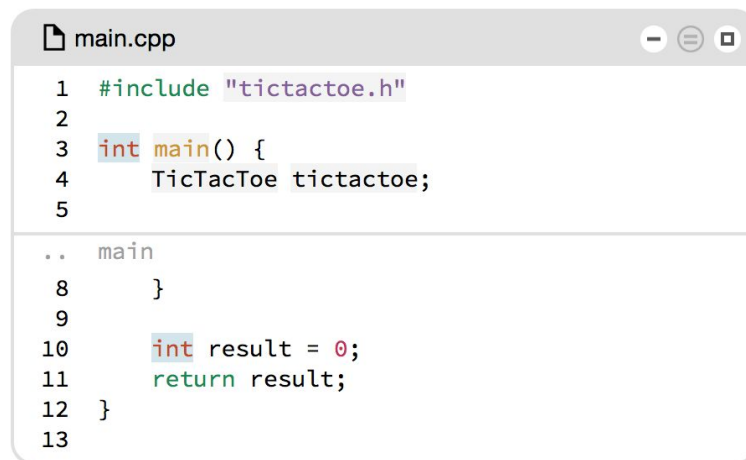 main.cpp
1 #include "tictactoe.h"
2
3 int main() {
4     TicTacToe tictactoe;
5
.. main
8     }
9
10     int result = 0;
11     return result;
12 }
13